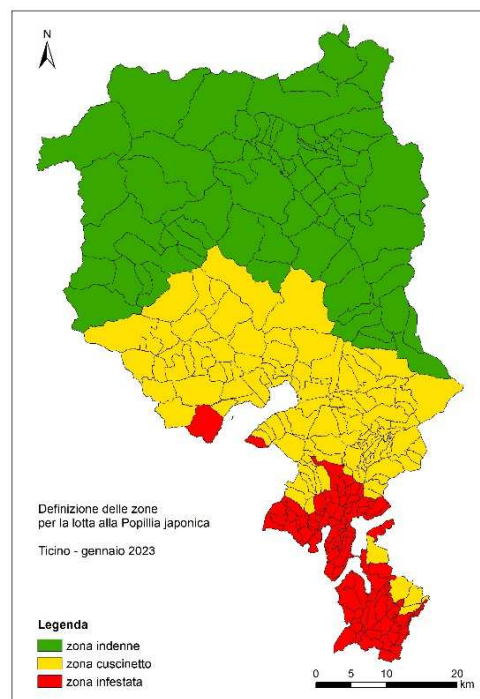 N
Definizione delle zone
per la lotta alla Popillia japonica
Ticino - gennaio 2023
Legenda
zona indenne
zona cuscinetto
zona infestata
0 5 10 20
km